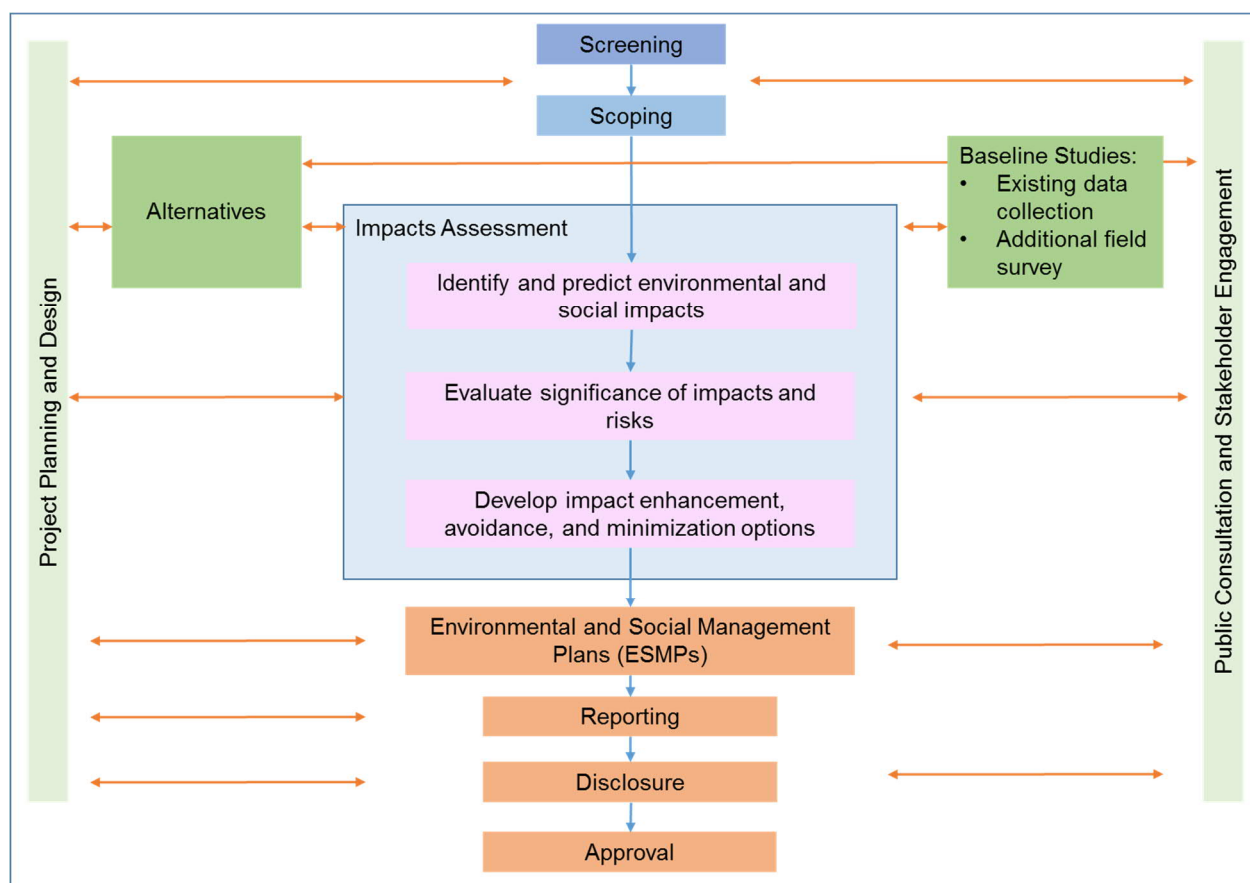 Screening
Scoping
Project Planning and Design
Alternatives
Baseline Studies:
• Existing data
collection
• Additional field
survey
Public Consultation and Stakeholder Engagement
Impacts Assessment
Identify and predict environmental and
social impacts
Evaluate significance of impacts and
risks
Develop impact enhancement,
avoidance, and minimization options
Environmental and Social Management
Plans (ESMPs)
Reporting
Disclosure
Approval